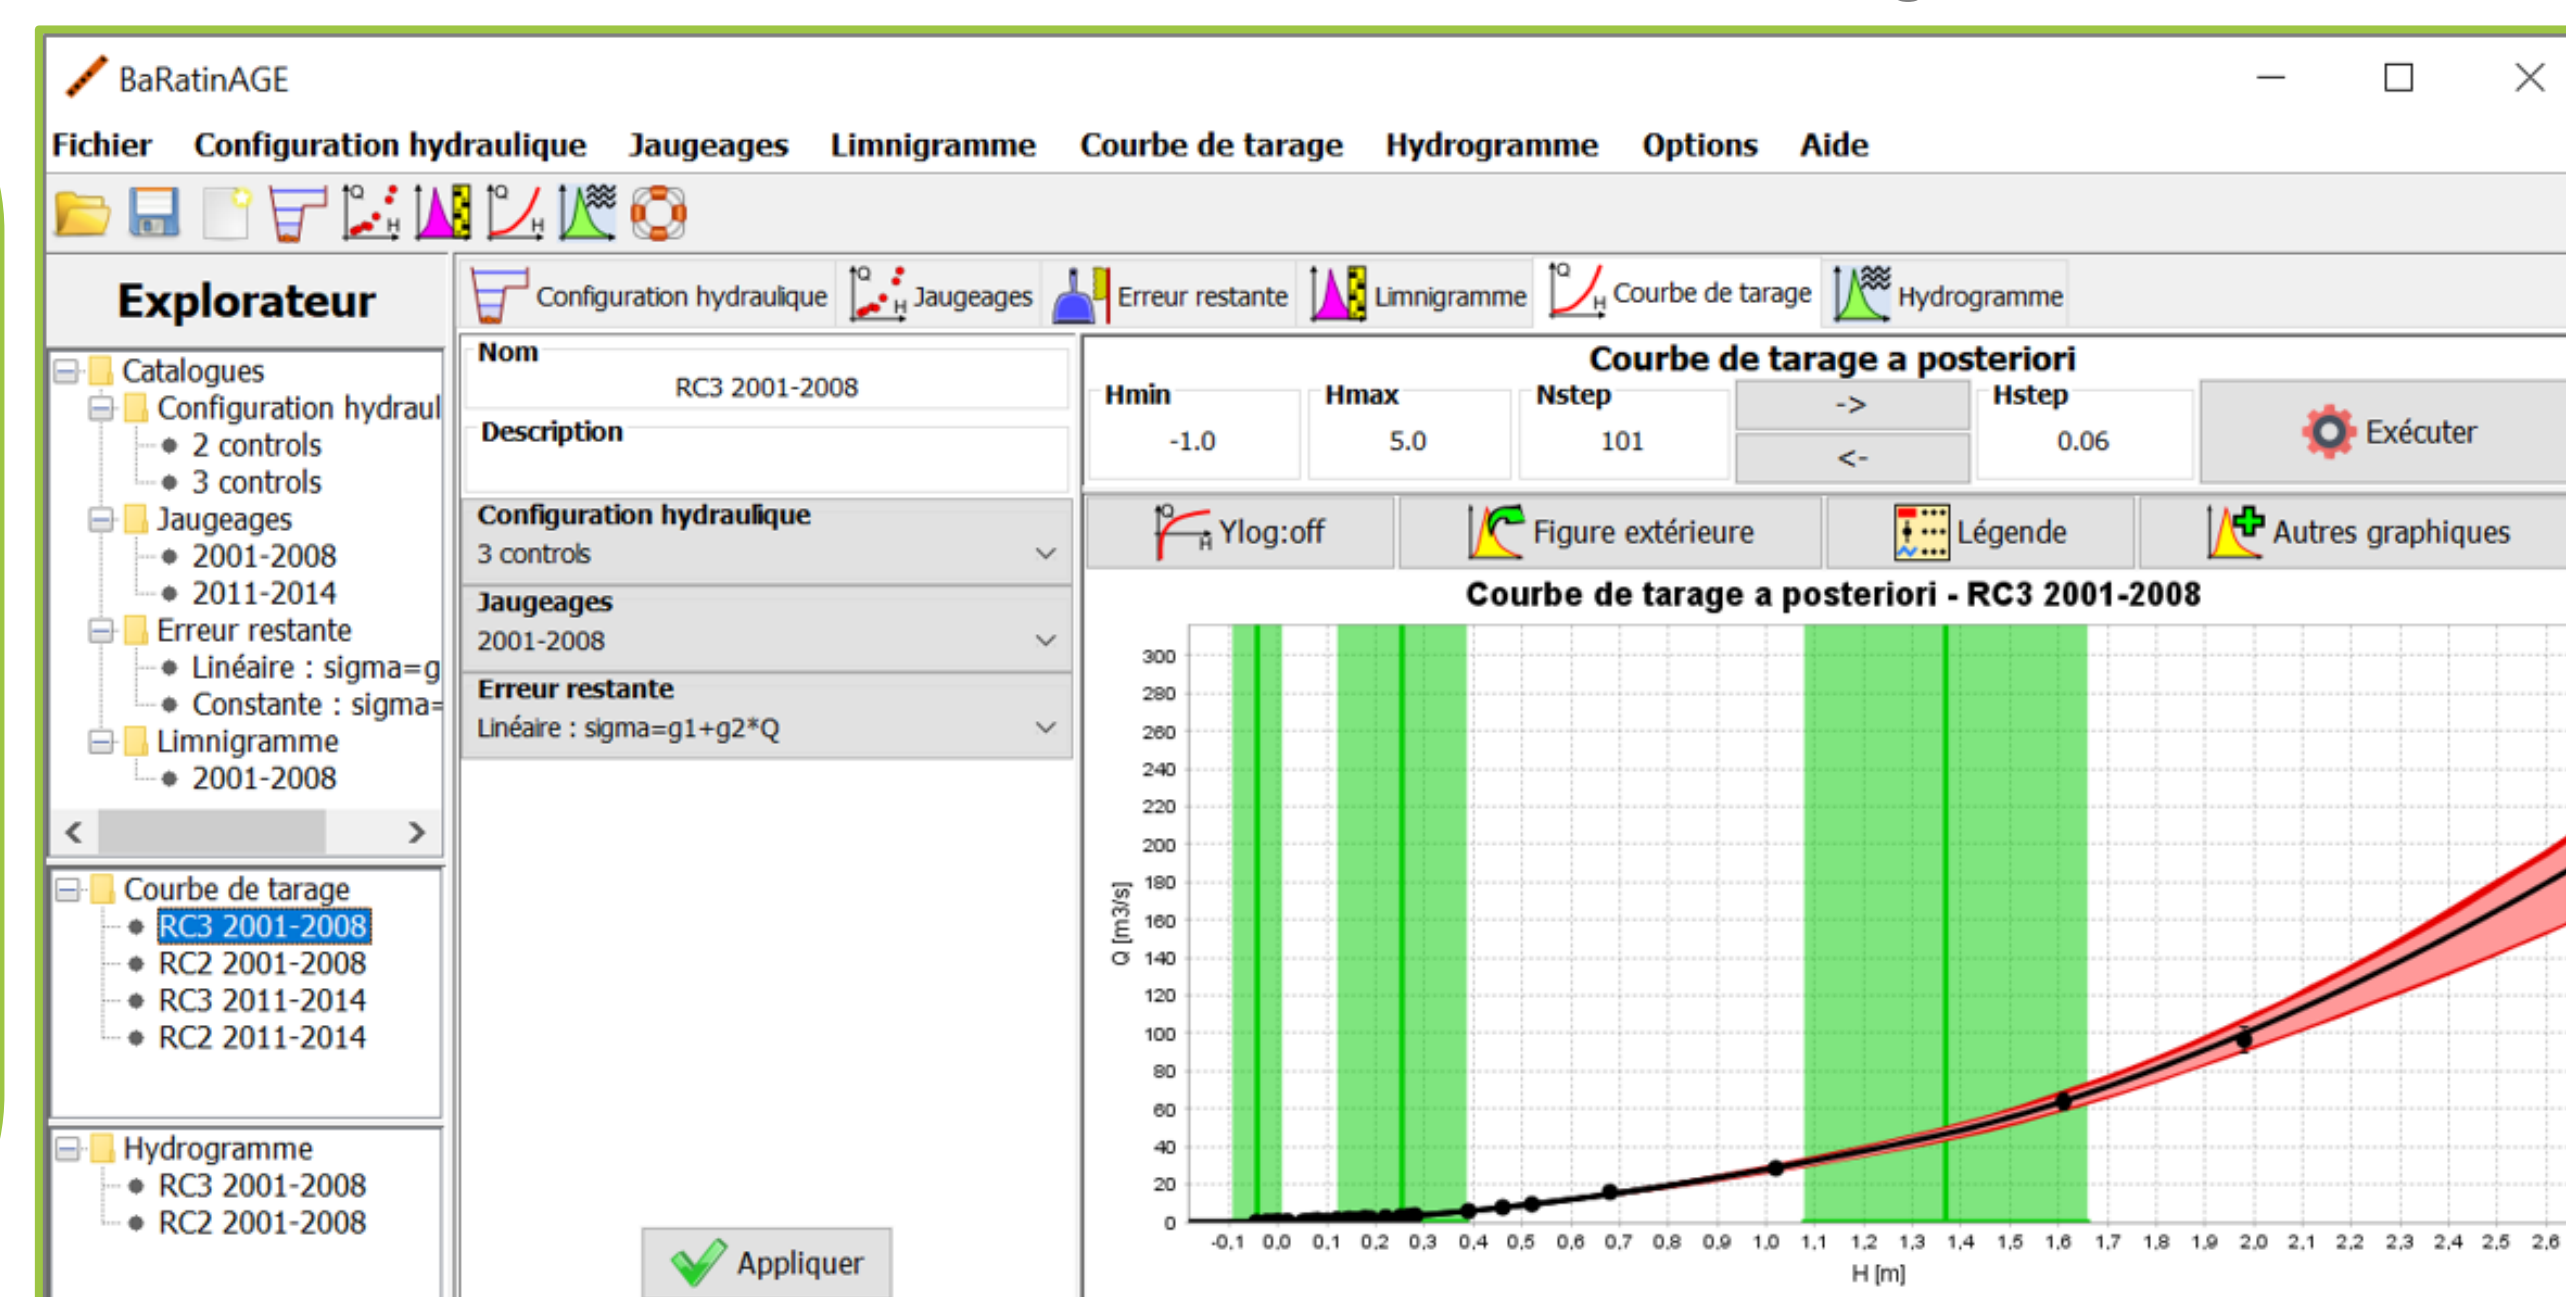 BaRatinAGE
Fichier Configuration hydraulique Jaugeages Limnigramme Courbe de tarage Hydrogramme Options Aide
Explorateur
Catalogues
Configuration hydraul
2 controls
3 controls
Jaugeages
2001-2008
2011-2014
Erreur restante
Linéaire : sigma=g
Constante : sigma=
Limnigramme
2001-2008
Courbe de tarage
RC3 2001-2008
RC2 2001-2008
RC3 2011-2014
RC2 2011-2014
Hydrogramme
RC3 2001-2008
RC2 2001-2008
Configuration hydraulique Jaugeages Erreur restante Limnigramme Courbe de tarage Hydrogramme
Nom
RC3 2001-2008
Description
Configuration hydraulique
3 controls
Jaugeages
2001-2008
Erreur restante
Linéaire : sigma=g1+g2*Q
Appliquer
Courbe de tarage a posteriori
Hmin Hmax Nstep -> Hstep
-1.0 5.0 101 <- 0.06 Exécuter
Ylog:off Figure extérieure Légende Autres graphiques
Courbe de tarage a posteriori - RC3 2001-2008
300
280
260
240
220
200
180
160
140
120
100
80
60
40
20
0
Q [m3/s]
-0,1 0,0 0,1 0,2 0,3 0,4 0,5 0,6 0,7 0,8 0,9 1,0 1,1 1,2 1,3 1,4 1,5 1,6 1,7 1,8 1,9 2,0 2,1 2,2 2,3 2,4 2,5 2,6
H [m]